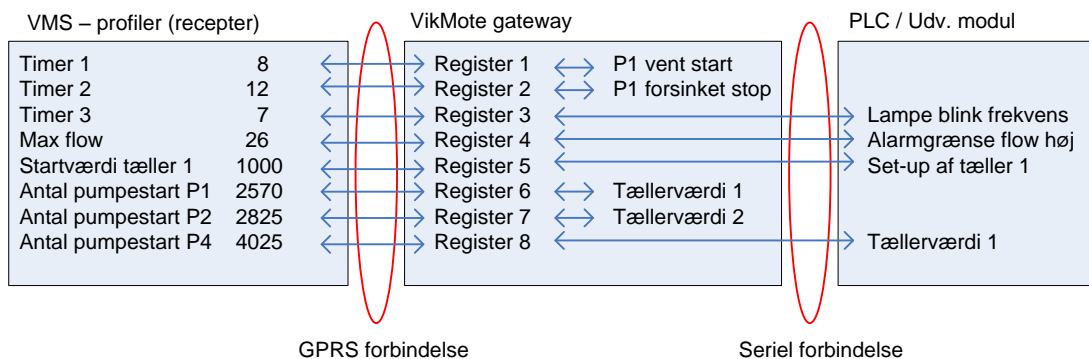 VMS – profiler (recepter)
VikMote gateway
PLC / Udv. modul
Timer 1 8 Register 1 P1 vent start
Timer 2 12 Register 2 P1 forsinket stop
Timer 3 7 Register 3 Lampe blink frekvens
Max flow 26 Register 4 Alarmgrænse flow høj
Startværdi tæller 1 1000 Register 5 Set-up af tæller 1
Antal pumpestart P1 2570 Register 6 Tællerværdi 1
Antal pumpestart P2 2825 Register 7 Tællerværdi 2
Antal pumpestart P4 4025 Register 8 Tællerværdi 1
GPRS forbindelse
Seriel forbindelse